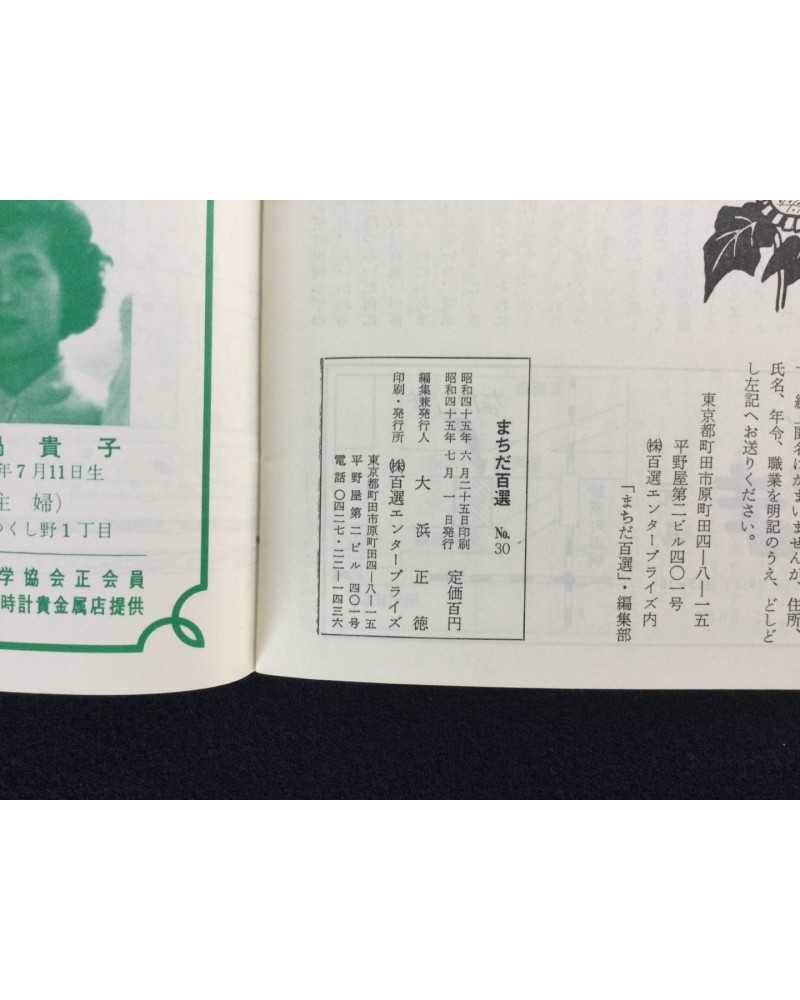 氏名、年令、職業を明記のうえ、どしど
し左記へお送りください。
東京都町田市原町田四―八―一五
平野屋第二ビル四〇一号
㈱百選エンタープライズ内
「まちだ百選」・編集部
まちだ百選 No.30
昭和四十五年 六月二十五日印刷
昭和四十五年 七月 一 日発行
定価百円
編集兼発行人 大浜正徳
印刷・発行所 ㈱百選エンタープライズ
東京都町田市原町田四―八―一五
平野屋第二ビル 四〇一号
電話〇四二七・二二―一四三六
貴子
年7月11日生
主婦)
くし野1丁目
学協会正会員
時計貴金属店提供